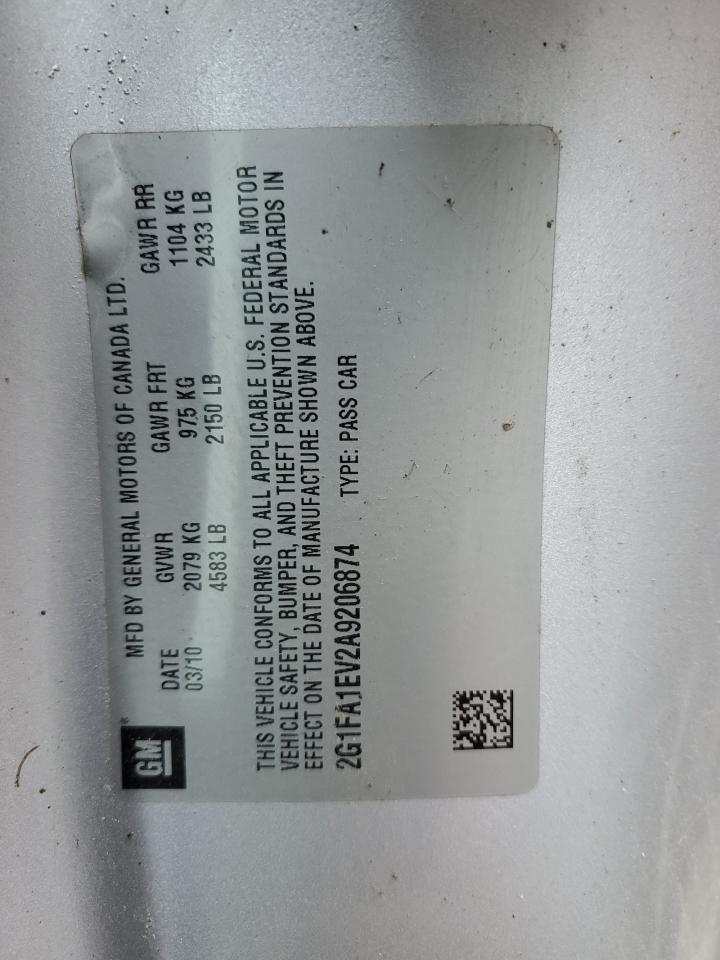 GM
MFD BY GENERAL MOTORS OF CANADA LTD.
DATE GVWR GAWR FRT GAWR RR
03/10 2079 KG 975 KG 1104 KG
4583 LB 2150 LB 2433 LB
THIS VEHICLE CONFORMS TO ALL APPLICABLE U.S. FEDERAL MOTOR
VEHICLE SAFETY, BUMPER, AND THEFT PREVENTION STANDARDS IN
EFFECT ON THE DATE OF MANUFACTURE SHOWN ABOVE.
2G1FA1EV2A9206874 TYPE: PASS CAR